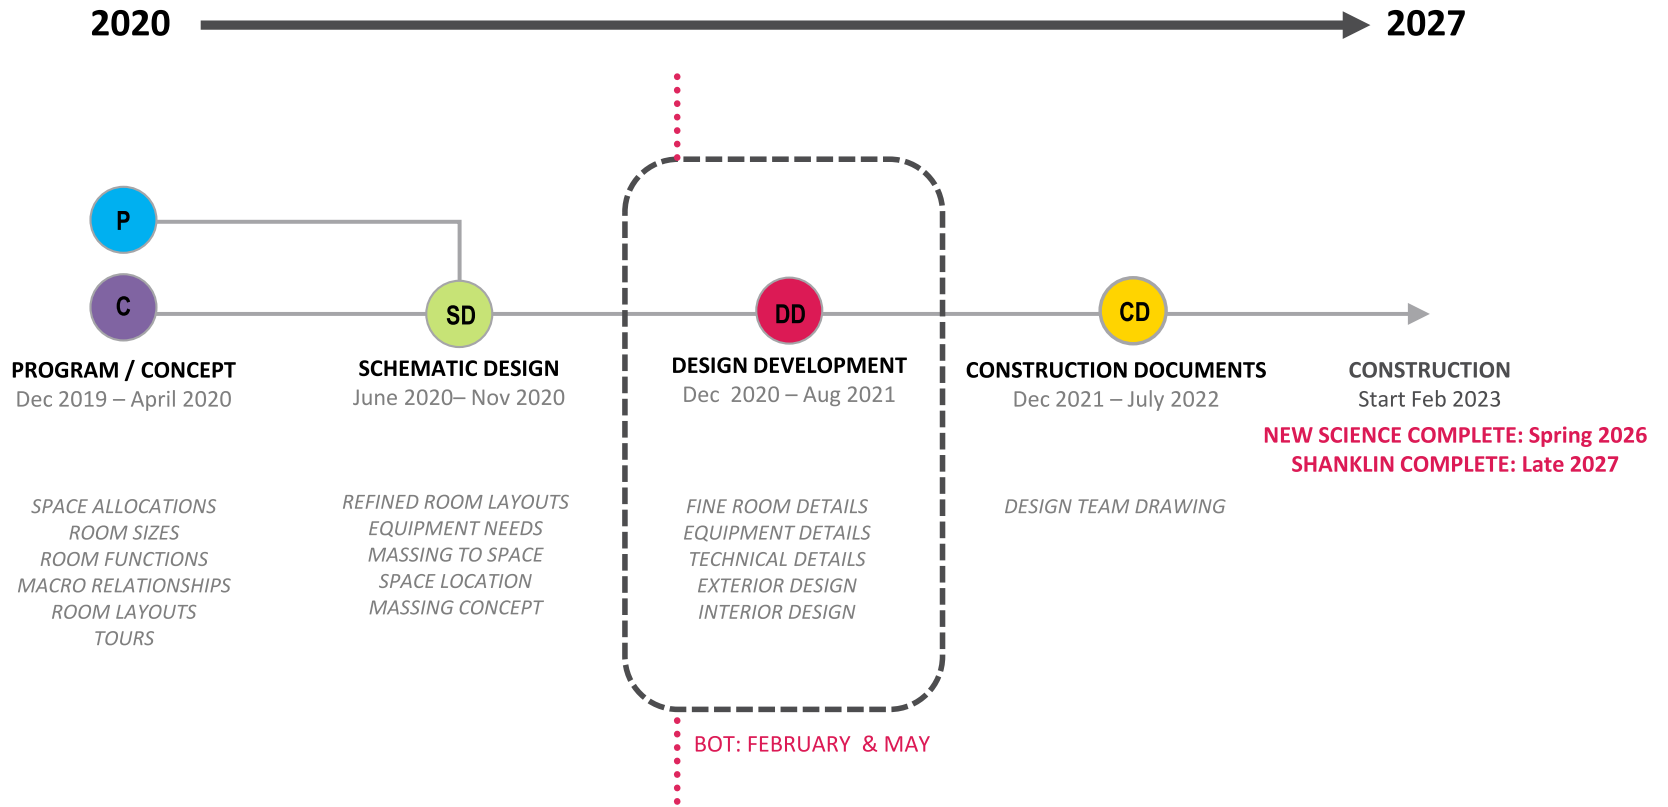 2020
2027
P
C
SD
DD
CD
PROGRAM / CONCEPT
Dec 2019 – April 2020
SPACE ALLOCATIONS
ROOM SIZES
ROOM FUNCTIONS
MACRO RELATIONSHIPS
ROOM LAYOUTS
TOURS
SCHEMATIC DESIGN
June 2020– Nov 2020
REFINED ROOM LAYOUTS
EQUIPMENT NEEDS
MASSING TO SPACE
SPACE LOCATION
MASSING CONCEPT
DESIGN DEVELOPMENT
Dec  2020 – Aug 2021
FINE ROOM DETAILS
EQUIPMENT DETAILS
TECHNICAL DETAILS
EXTERIOR DESIGN
INTERIOR DESIGN
BOT: FEBRUARY  & MAY
CONSTRUCTION DOCUMENTS
Dec 2021 – July 2022
DESIGN TEAM DRAWING
CONSTRUCTION
Start Feb 2023
NEW SCIENCE COMPLETE: Spring 2026
SHANKLIN COMPLETE: Late 2027